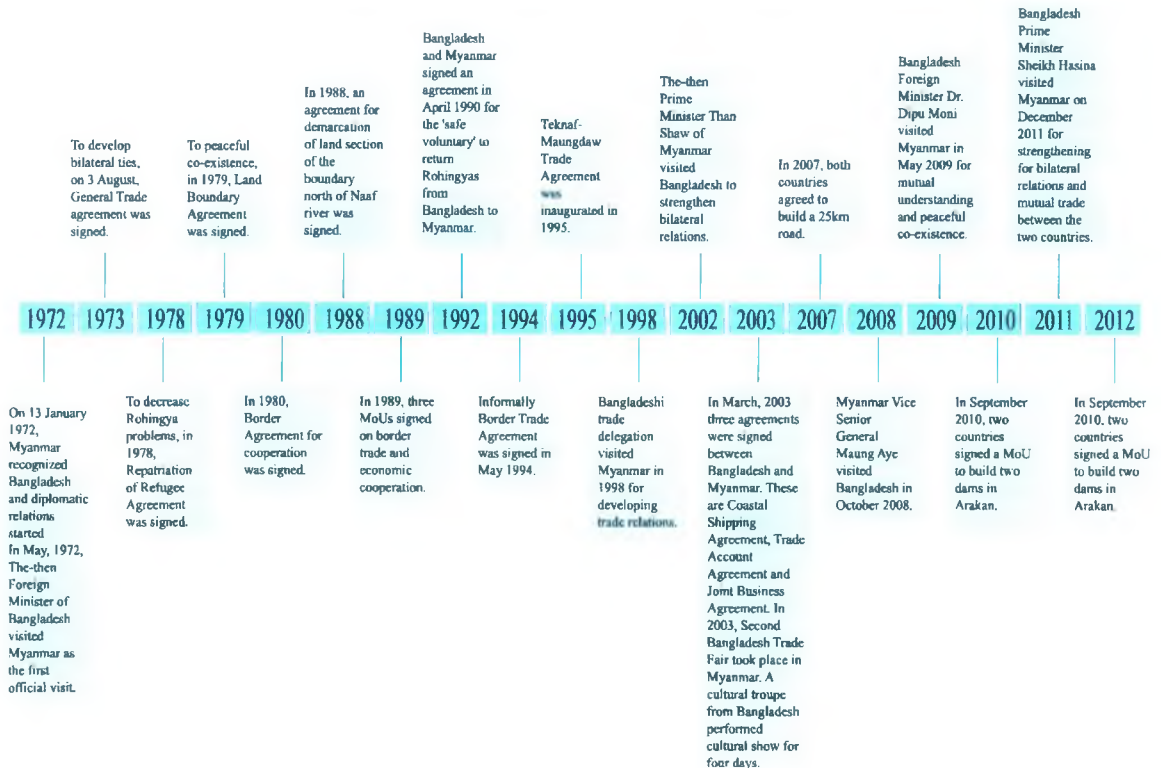 To develop
bilateral ties,
on 3 August,
General Trade
agreement was
signed.
To peaceful
co-existence,
in 1979, Land
Boundary
Agreement
was signed.
In 1988, an
agreement for
demarcation
of land section
of the
boundary
north of Naaf
river was
signed.
Bangladesh
and Myanmar
signed an
agreement in
April 1990 for
the 'safe
voluntary' to
return
Rohingyas
from
Bangladesh to
Myanmar.
Teknaf-
Maungdaw
Trade
Agreement
was
inaugurated in
1995.
The-then
Prime
Minister Than
Shaw of
Myanmar
visited
Bangladesh to
strengthen
bilateral
relations.
In 2007, both
countries
agreed to
build a 25km
road.
Bangladesh
Foreign
Minister Dr.
Dipu Moni
visited
Myanmar in
May 2009 for
mutual
understanding
and peaceful
co-existence.
Bangladesh
Prime
Minister
Sheikh Hasina
visited
Myanmar on
December
2011 for
strengthening
for bilateral
relations and
mutual trade
between the
two countries.
1972 1973 1978 1979 1980 1988 1989 1992 1994 1995 1998 2002 2003 2007 2008 2009 2010 2011 2012
On 13 January
1972,
Myanmar
recognized
Bangladesh
and diplomatic
relations
started
In May, 1972,
The-then
Foreign
Minister of
Bangladesh
visited
Myanmar as
the first
official visit.
To decrease
Rohingya
problems, in
1978,
Repatriation
of Refugee
Agreement
was signed.
In 1980,
Border
Agreement for
cooperation
was signed.
In 1989, three
MoUs signed
on border
trade and
economic
cooperation.
Informally
Border Trade
Agreement
was signed in
May 1994.
Bangladeshi
trade
delegation
visited
Myanmar in
1998 for
developing
trade relations.
In March, 2003
three agreements
were signed
between
Bangladesh and
Myanmar. These
are Coastal
Shipping
Agreement, Trade
Account
Agreement and
Joint Business
Agreement. In
2003, Second
Bangladesh Trade
Fair took place in
Myanmar. A
cultural troupe
from Bangladesh
performed
cultural show for
four days.
Myanmar Vice
Senior
General
Maung Aye
visited
Bangladesh in
October 2008.
In September
2010, two
countries
signed a MoU
to build two
dams in
Arakan.
In September
2010, two
countries
signed a MoU
to build two
dams in
Arakan.